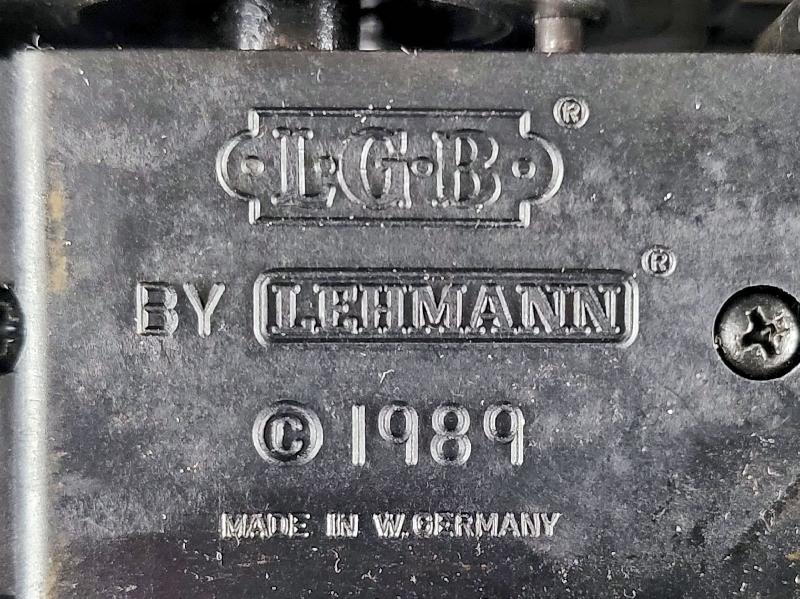 ·L·G·B· ®
BY LEHMANN ®
© 1989
MADE IN W. GERMANY